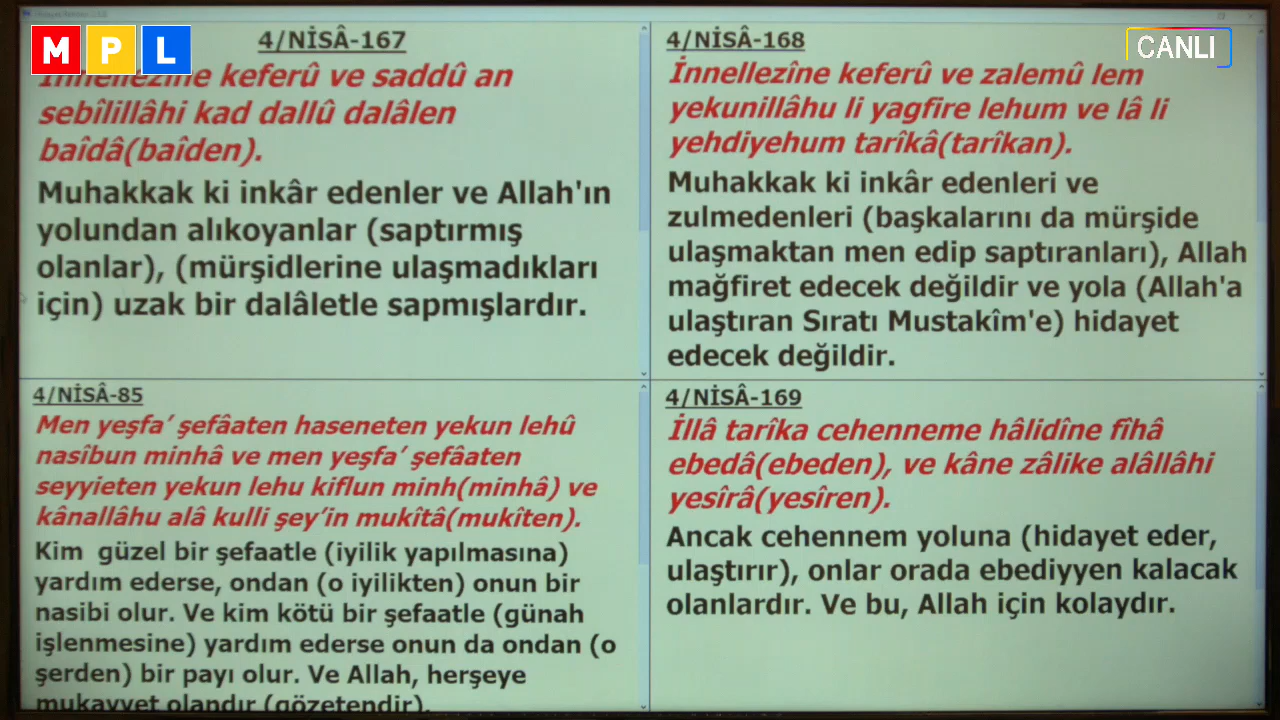 MPL
CANLI
4/NİSÂ-167
İnnellezîne keferû ve saddû an
sebîlillâhi kad dallû dalâlen
baîdâ(baîden).
Muhakkak ki inkâr edenler ve Allah'ın
yolundan alıkoyanlar (saptırmış
olanlar), (mürşidlerine ulaşmadıkları
için) uzak bir dalâletle sapmışlardır.
4/NİSÂ-168
İnnellezîne keferû ve zalemû lem
yekunillâhu li yagfire lehum ve lâ li
yehdiyehum tarîkâ(tarîkan).
Muhakkak ki inkâr edenleri ve
zulmedenleri (başkalarını da mürşide
ulaşmaktan men edip saptıranları), Allah
mağfiret edecek değildir ve yola (Allah'a
ulaştıran Sıratı Mustakîm'e) hidayet
edecek değildir.
4/NİSÂ-85
Men yeşfa’ şefâaten haseneten yekun lehû
nasîbun minhâ ve men yeşfa’ şefâaten
seyyieten yekun lehu kiflun minh(minhâ) ve
kânallâhu alâ kulli şey’in mukîtâ(mukîten).
Kim güzel bir şefaatle (iyilik yapılmasına)
yardım ederse, ondan (o iyilikten) onun bir
nasibi olur. Ve kim kötü bir şefaatle (günah
işlenmesine) yardım ederse onun da ondan (o
şerden) bir payı olur. Ve Allah, herşeye
mukayyet olandır (gözetendir).
4/NİSÂ-169
İllâ tarîka cehenneme hâlidîne fîhâ
ebedâ(ebeden), ve kâne zâlike alâllâhi
yesîrâ(yesîren).
Ancak cehennem yoluna (hidayet eder,
ulaştırır), onlar orada ebediyyen kalacak
olanlardır. Ve bu, Allah için kolaydır.